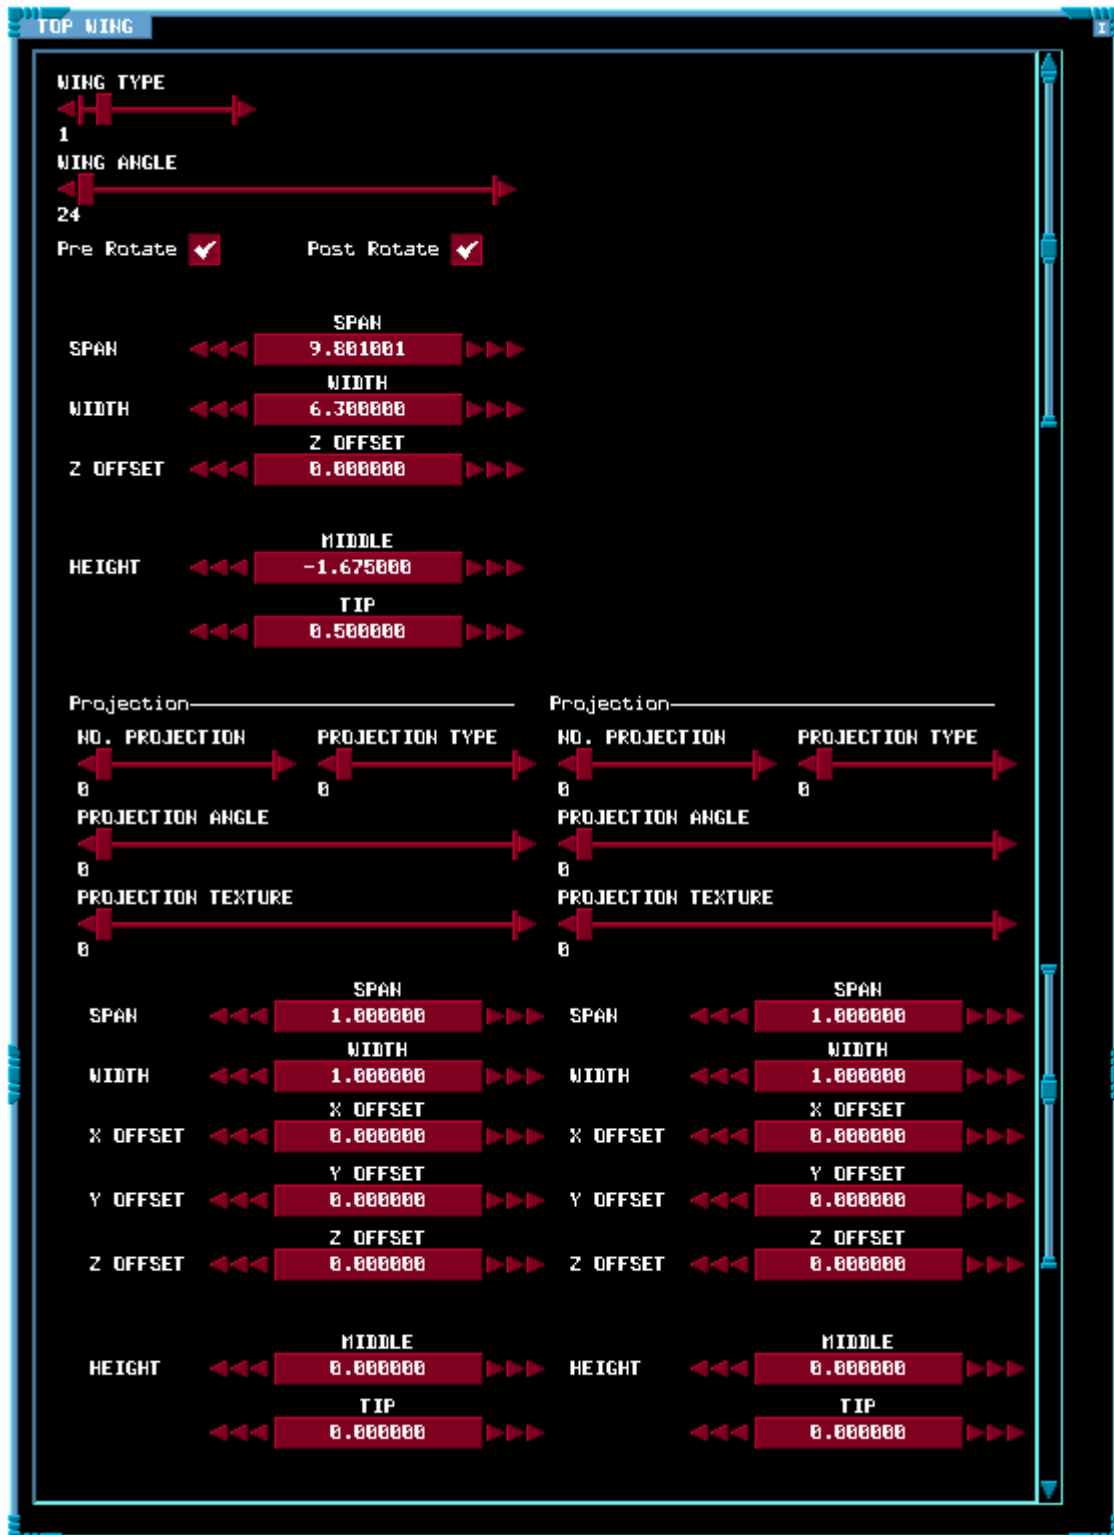 TOP WING
I
WING TYPE
1
WING ANGLE
24
Pre Rotate Post Rotate
SPAN
SPAN 9.801001
WIDTH
WIDTH 6.300000
Z OFFSET
Z OFFSET 0.000000
MIDDLE
HEIGHT -1.675000
TIP
0.500000
Projection Projection
NO. PROJECTION PROJECTION TYPE NO. PROJECTION PROJECTION TYPE
0 0 0 0
PROJECTION ANGLE PROJECTION ANGLE
0 0
PROJECTION TEXTURE PROJECTION TEXTURE
0 0
SPAN SPAN
SPAN 1.000000 SPAN 1.000000
WIDTH WIDTH
WIDTH 1.000000 WIDTH 1.000000
X OFFSET X OFFSET
X OFFSET 0.000000 X OFFSET 0.000000
Y OFFSET Y OFFSET
Y OFFSET 0.000000 Y OFFSET 0.000000
Z OFFSET Z OFFSET
Z OFFSET 0.000000 Z OFFSET 0.000000
MIDDLE MIDDLE
HEIGHT 0.000000 HEIGHT 0.000000
TIP TIP
0.000000 0.000000